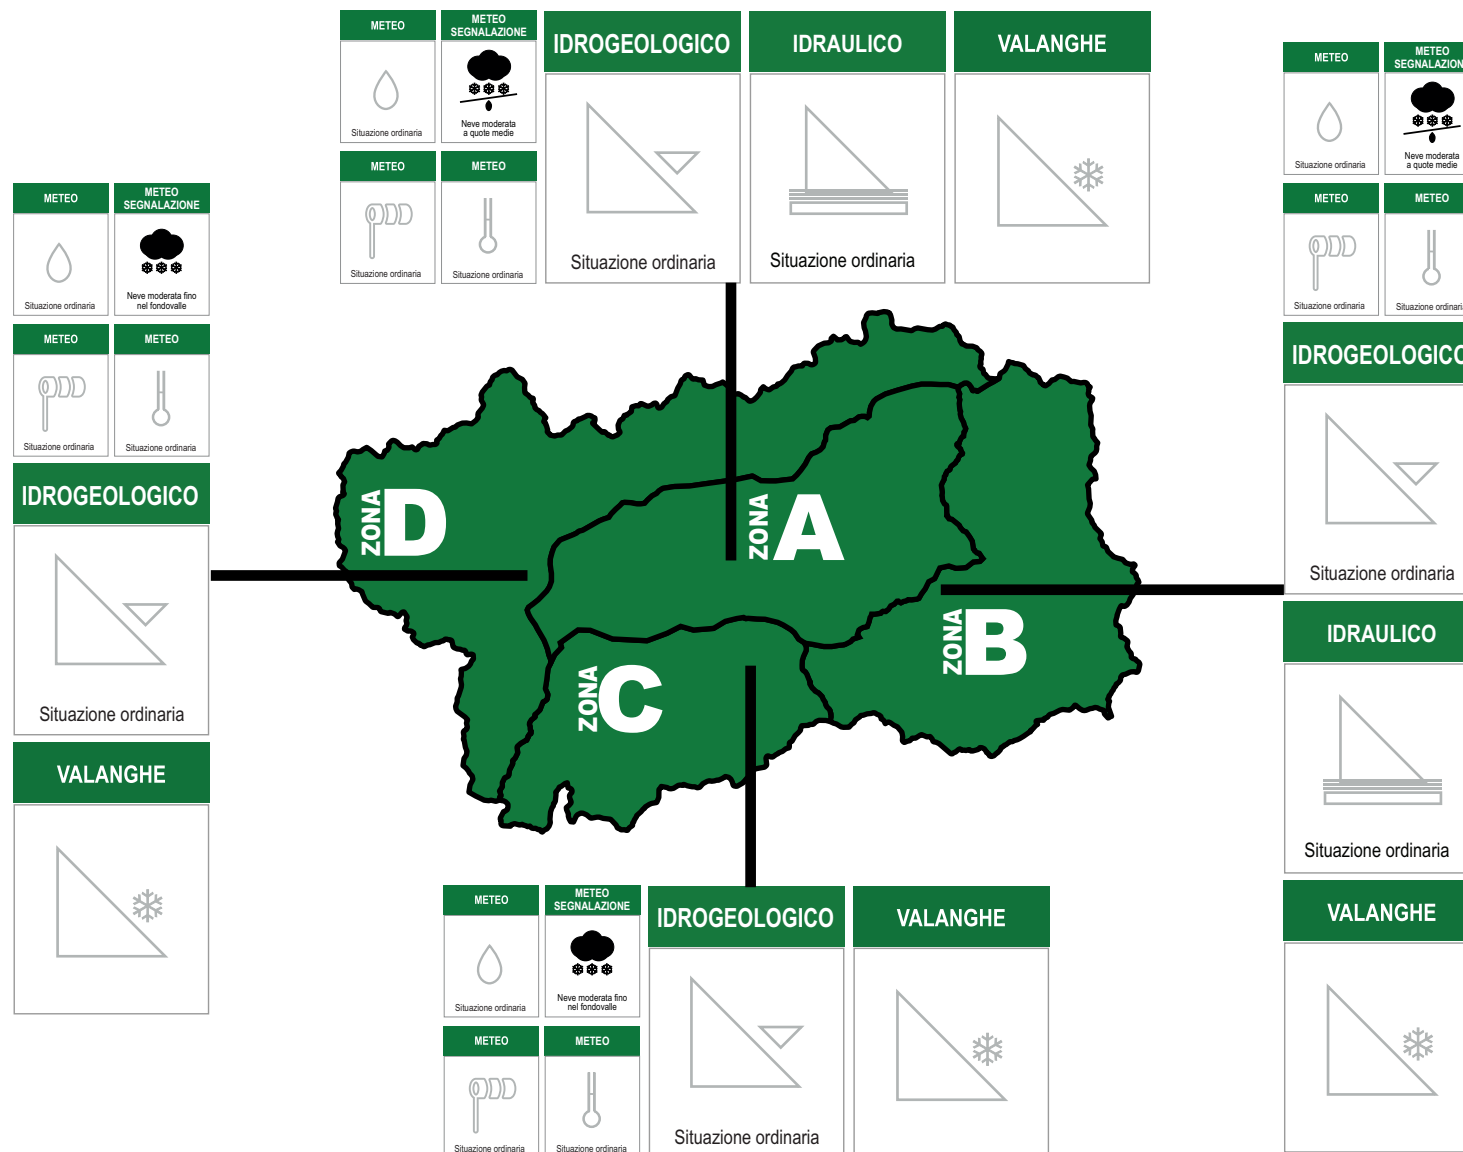 METEO
METEO
SEGNALAZIONE
IDROGEOLOGICO
IDRAULICO
VALANGHE
Situazione ordinaria
Neve moderata
a quote medie
METEO
METEO
Situazione ordinaria
Situazione ordinaria
Situazione ordinaria
Situazione ordinaria
METEO
METEO
SEGNALAZION
Situazione ordinaria
Neve moderata
a quote medie
METEO
METEO
Situazione ordinaria
Situazione ordinari
IDROGEOLOGICO
Situazione ordinaria
IDRAULICO
Situazione ordinaria
VALANGHE
METEO
METEO
SEGNALAZIONE
Situazione ordinaria
Neve moderata fino
nel fondovalle
METEO
METEO
Situazione ordinaria
Situazione ordinaria
IDROGEOLOGICO
Situazione ordinaria
VALANGHE
ZONA D
ZONA A
ZONA B
ZONA C
METEO
METEO
SEGNALAZIONE
IDROGEOLOGICO
VALANGHE
Situazione ordinaria
Neve moderata fino
nel fondovalle
METEO
METEO
Situazione ordinaria
Situazione ordinaria
Situazione ordinaria